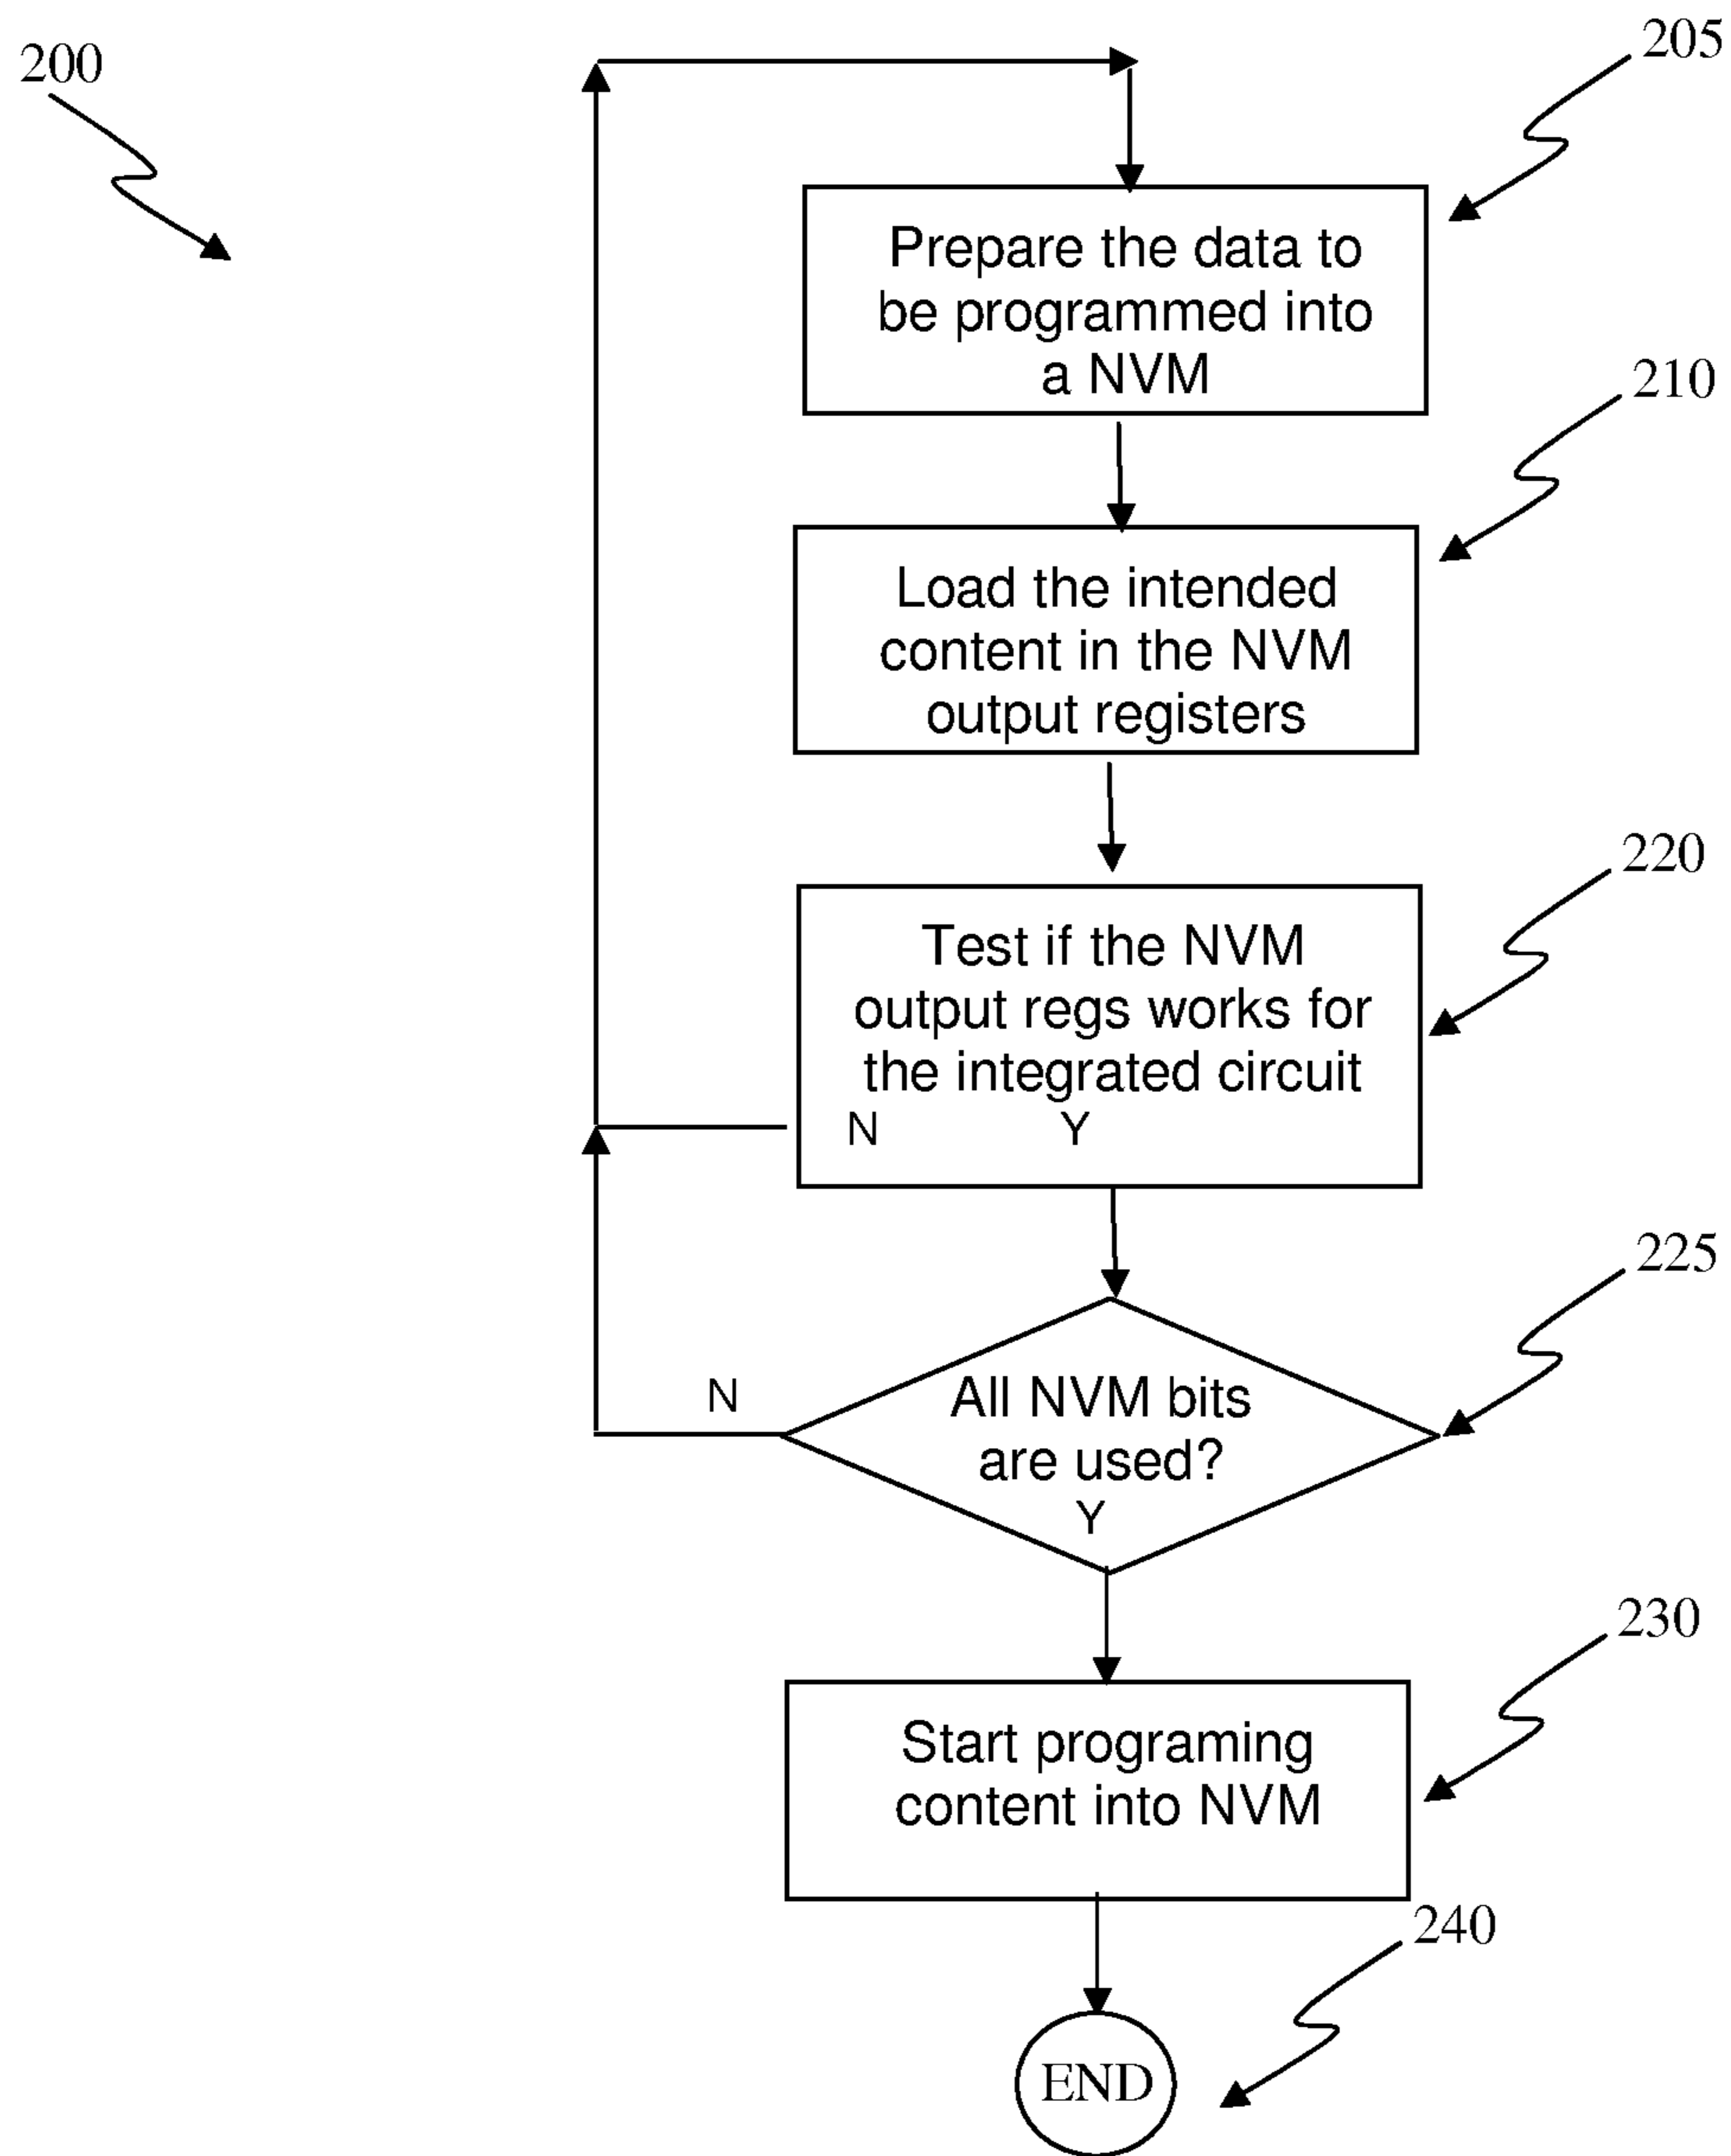 200
205
Prepare the data to
be programmed into
a NVM
210
Load the intended
content in the NVM
output registers
220
Test if the NVM
output regs works for
the integrated circuit
N Y
225
N
All NVM bits
are used?
Y
230
Start programing
content into NVM
240
END